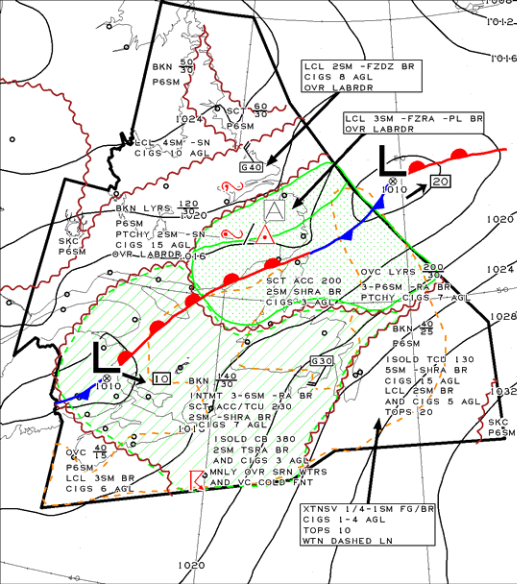 1008
1012
1016
BKN 50/30
P6SM
LCL 2SM -FZDZ BR
CIGS 8 AGL
OVR LABRDR
SCT 60/30
P6SM
1024
LCL 3SM -FZRA -PL BR
OVR LABRDR
LCL 4SM -SN
CIGS 10 AGL
G40
L
1010
20
BKN LYRS 120/30
P6SM
PTCHY 2SM -SN
CIGS 15 AGL
OVR LABRDR
1020
1016
A
SKC
P6SM
1020
SCT ACC 200
2SM/SHRA BR
CIGS 3 AGL
OVC LYRS 200/30
3-P6SM -RA BR
PTCHY CIGS 7 AGL
1024
1028
BKN 40/25
P6SM
ISOLD TCU 130
5SM -SHRA BR
CIGS 15 AGL
LCL 2SM BR
AND CIGS 5 AGL
TOPS 20
1032
SKC
P6SM
L
1010
10
G30
BKN 140/30
INTMT 3-6SM -RA BR
SCT ACC/TCU 230
2SM -SHRA BR
CIGS 7 AGL
ISOLD CB 380
2SM TSRA BR
AND CIGS 3 AGL
MNLY OVR SRN WTRS
AND VC COLD FNT
OVC 40/15
P6SM
LCL 3SM BR
CIGS 6 AGL
XTNSV 1/4-1SM FG/BR
CIGS 1-4 AGL
TOPS 10
WTN DASHED LN
1020
40